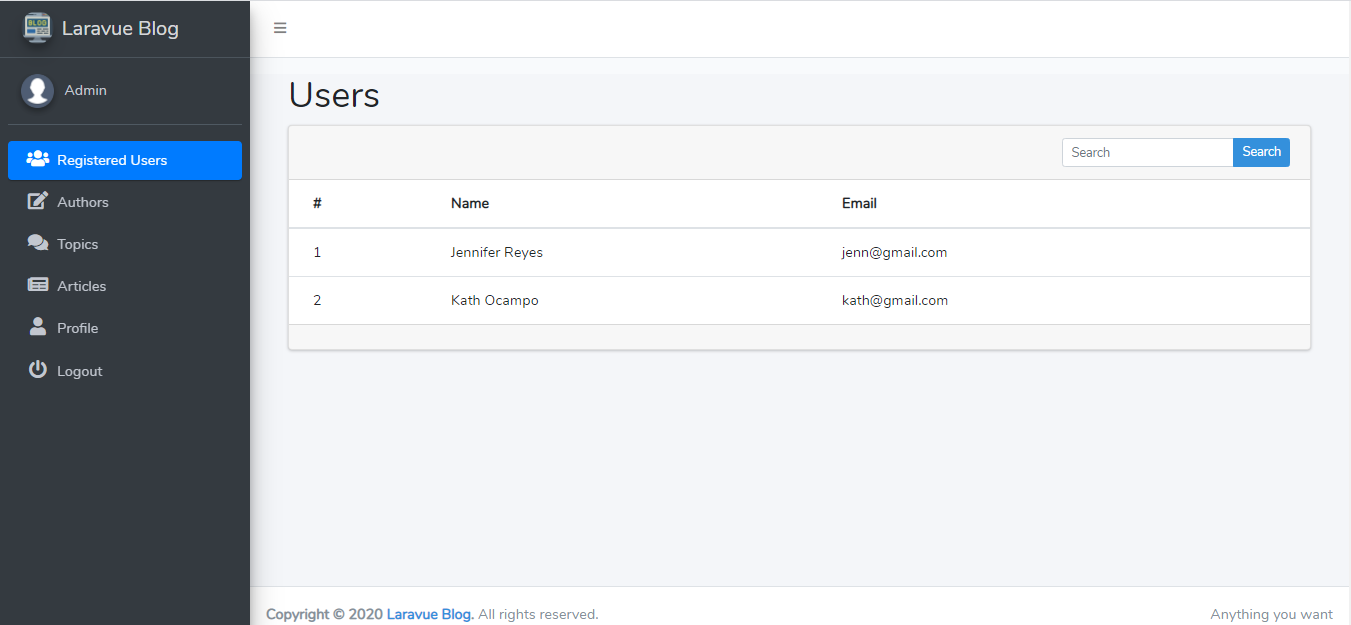 Laravue Blog
Admin
Registered Users
Authors
Topics
Articles
Profile
Logout
Users
Search Search
# Name Email
1 Jennifer Reyes jenn@gmail.com
2 Kath Ocampo kath@gmail.com
Copyright © 2020 Laravue Blog. All rights reserved. Anything you want